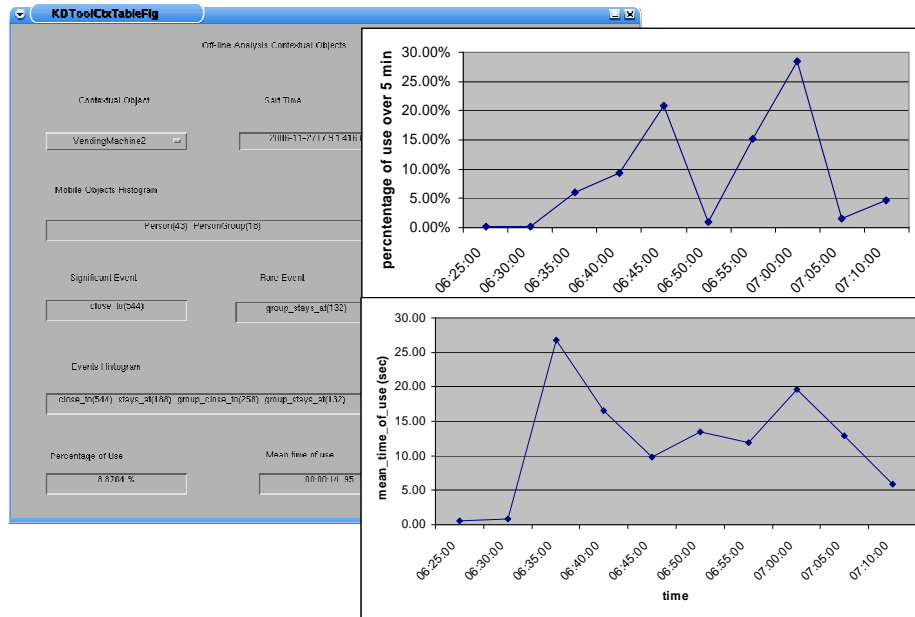 KDToolCtxTableFig
Off-line Analysis Contextual Objects
Contextual Object
Start Time
VendingMachine2
Mobile Objects Histogram
Person(43) PersonGroup(16)
Significant Event
Rare Event
close_to(544)
group_stays_at(132)
Events Histogram
close_to(544) stays_at(188) group_close_to(258) group_stays_at(132)
Percentage of Use
Mean time of use
8.8704 %
percntentage of use over 5 min
30.00%
25.00%
20.00%
15.00%
10.00%
5.00%
0.00%
06:25:00
06:30:00
06:35:00
06:40:00
06:45:00
06:50:00
06:55:00
07:00:00
07:05:00
07:10:00
mean_time_of_use (sec)
30.00
25.00
20.00
15.00
10.00
5.00
0.00
06:25:00
06:30:00
06:35:00
06:40:00
06:45:00
06:50:00
06:55:00
07:00:00
07:05:00
07:10:00
time